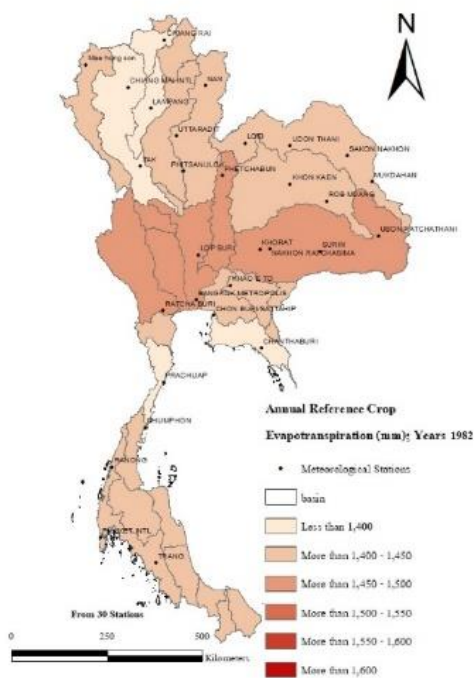 N
CHIANG RAI
Mae hong son
CHIANG MAI INTL
NAN
LAMPANG
UTTARADIT
LOEI
UDON THANI
SAKON NAKHON
TAK
PHITSANULOK
PHETCHABUN
MUKDAHAN
KHON KAEN
UBON RATCHATHANI
LOP BURI
KHORAT
SURIN
NAKHON RATCHASIMA
BANGKOK METROPOLIS
RATCHA BURI
CHANTHABURI
PRACHUAP
CHUMPHON
RANONG
TRANG
Annual Reference Crop
Evapotranspiration (mm); Years 1982
Meteorological Stations
basin
Less than 1,400
More than 1,400 - 1,450
More than 1,450 - 1,500
More than 1,500 - 1,550
More than 1,550 - 1,600
More than 1,600
From 30 Stations
0 250 500
Kilometers